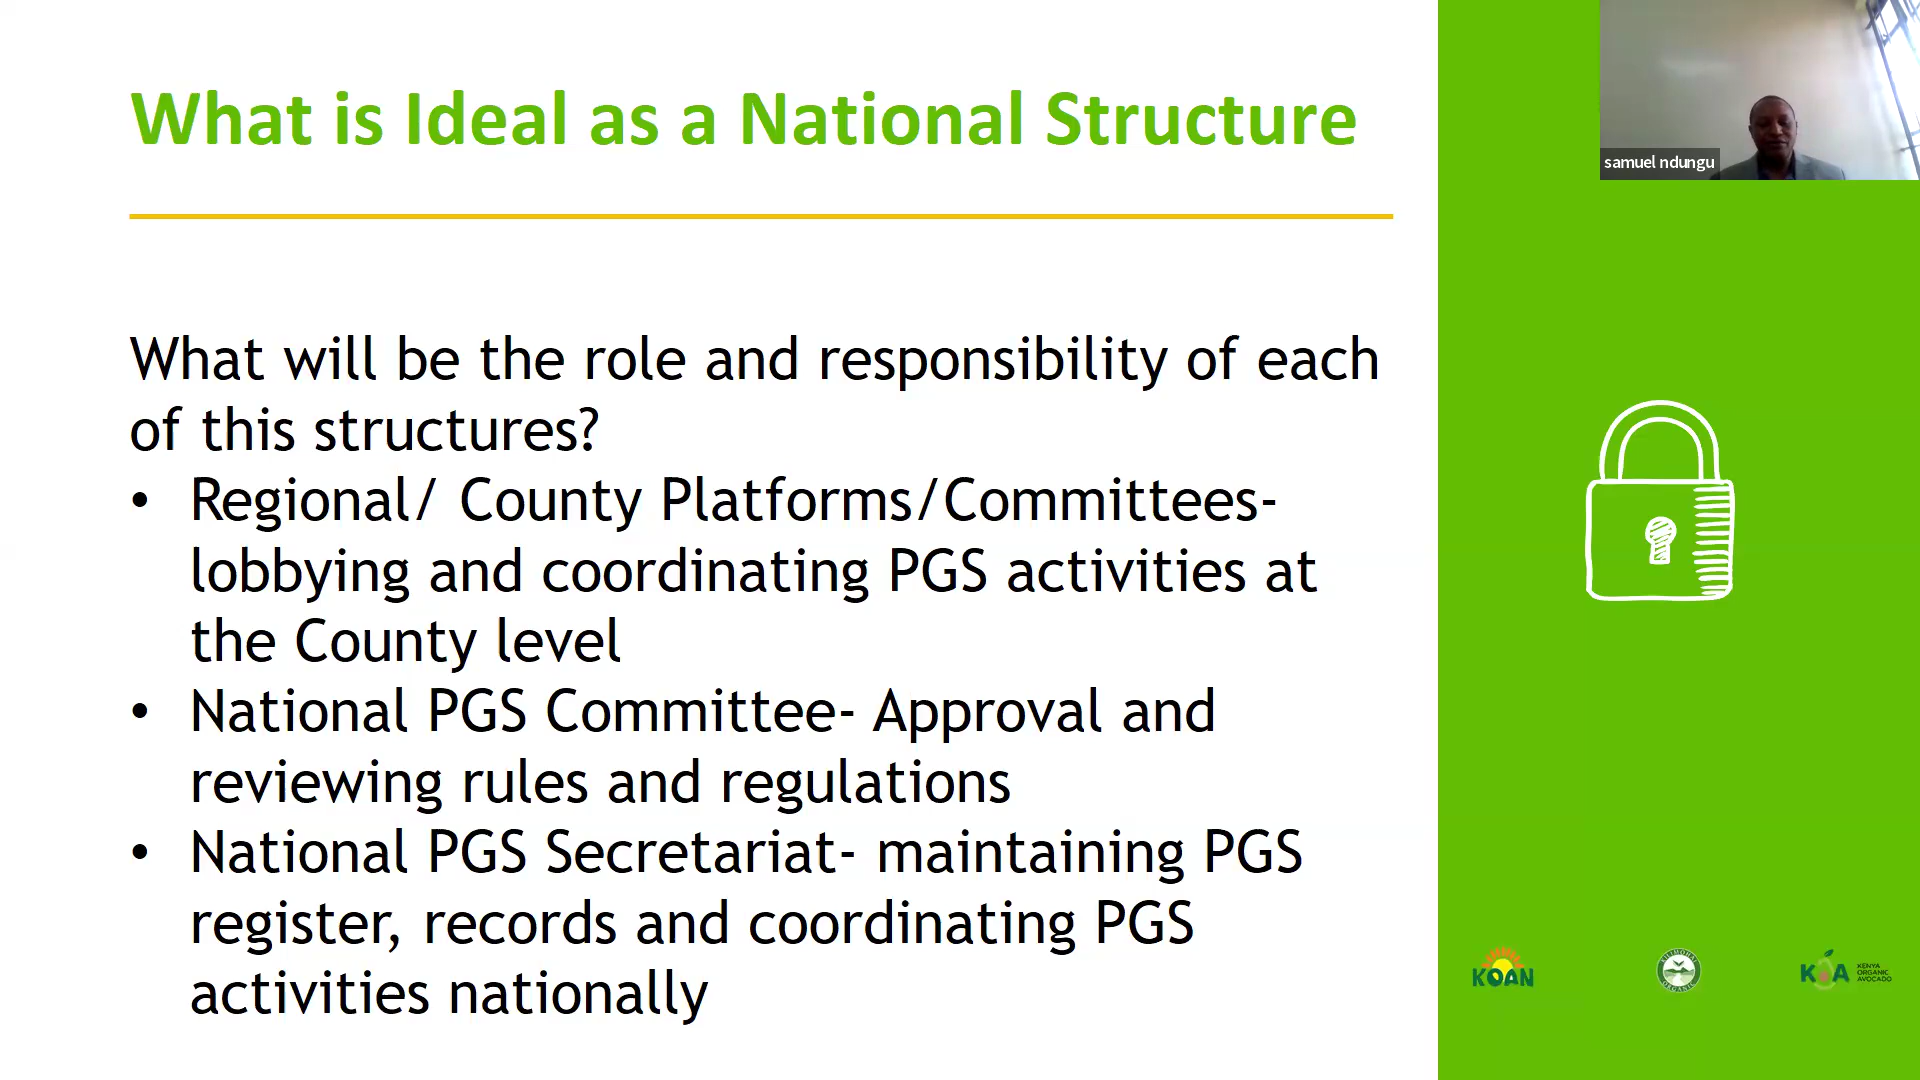 What is Ideal as a National Structure
samuel ndungu
What will be the role and responsibility of each
of this structures?
• Regional/ County Platforms/Committees-
lobbying and coordinating PGS activities at
the County level
• National PGS Committee- Approval and
reviewing rules and regulations
• National PGS Secretariat- maintaining PGS
register, records and coordinating PGS
activities nationally
KOAN
KILIMOHAI
ORGANIC
KOA
KENYA
ORGANIC
AVOCADO